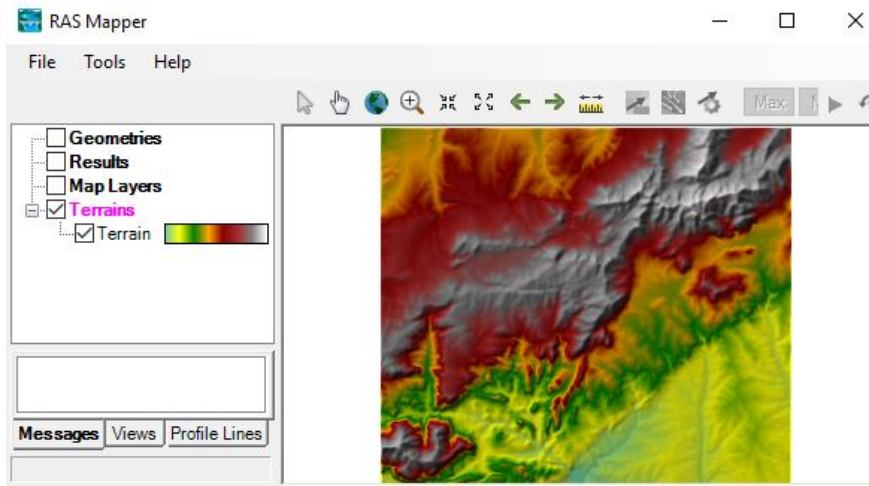 RAS Mapper
File Tools Help
Max
Geometries
Results
Map Layers
Terrains
Terrain
Messages Views Profile Lines